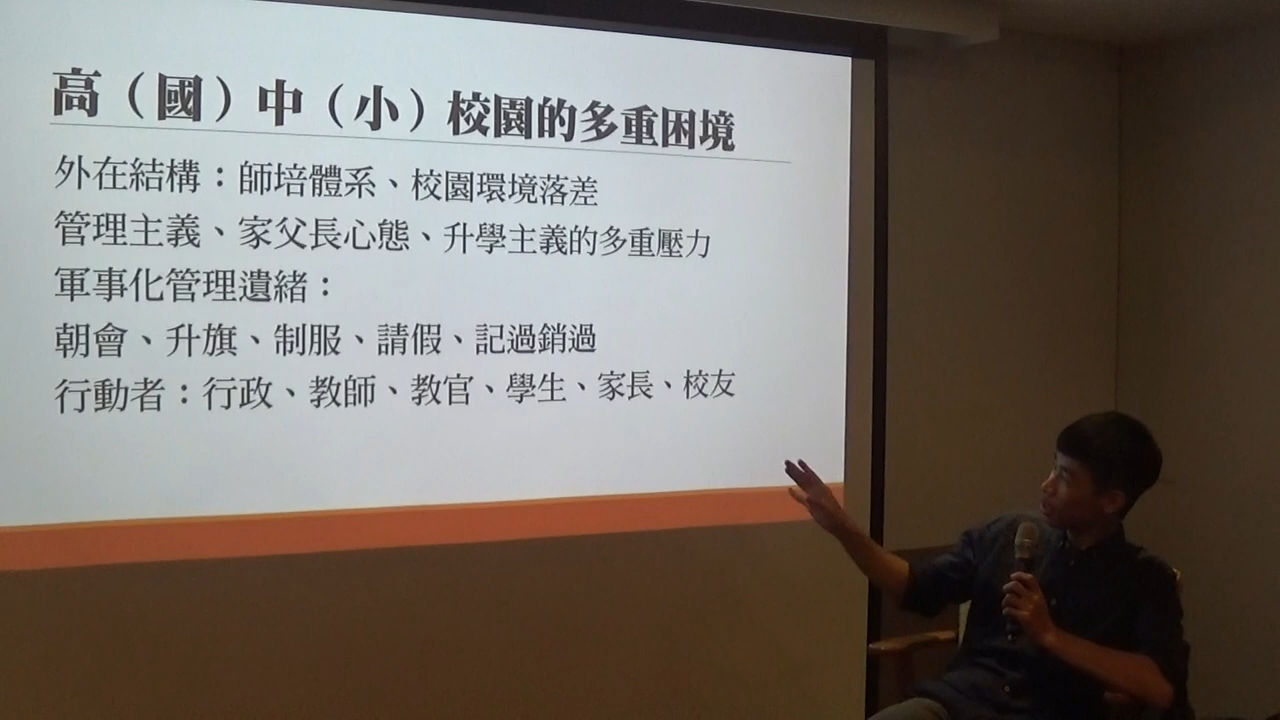 高（國）中（小）校園的多重困境
外在結構：師培體系、校園環境落差
管理主義、家父長心態、升學主義的多重壓力
軍事化管理遺緒：
朝會、升旗、制服、請假、記過銷過
行動者：行政、教師、教官、學生、家長、校友